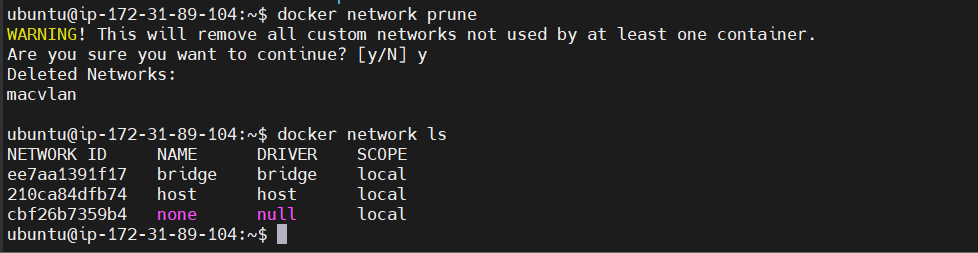 ubuntu@ip-172-31-89-104:~$ docker network prune
WARNING! This will remove all custom networks not used by at least one container.
Are you sure you want to continue? [y/N] y
Deleted Networks:
macvlan

ubuntu@ip-172-31-89-104:~$ docker network ls
NETWORK ID     NAME      DRIVER    SCOPE
ee7aa1391f17   bridge    bridge    local
210ca84dfb74   host      host      local
cbf26b7359b4   none      null      local
ubuntu@ip-172-31-89-104:~$